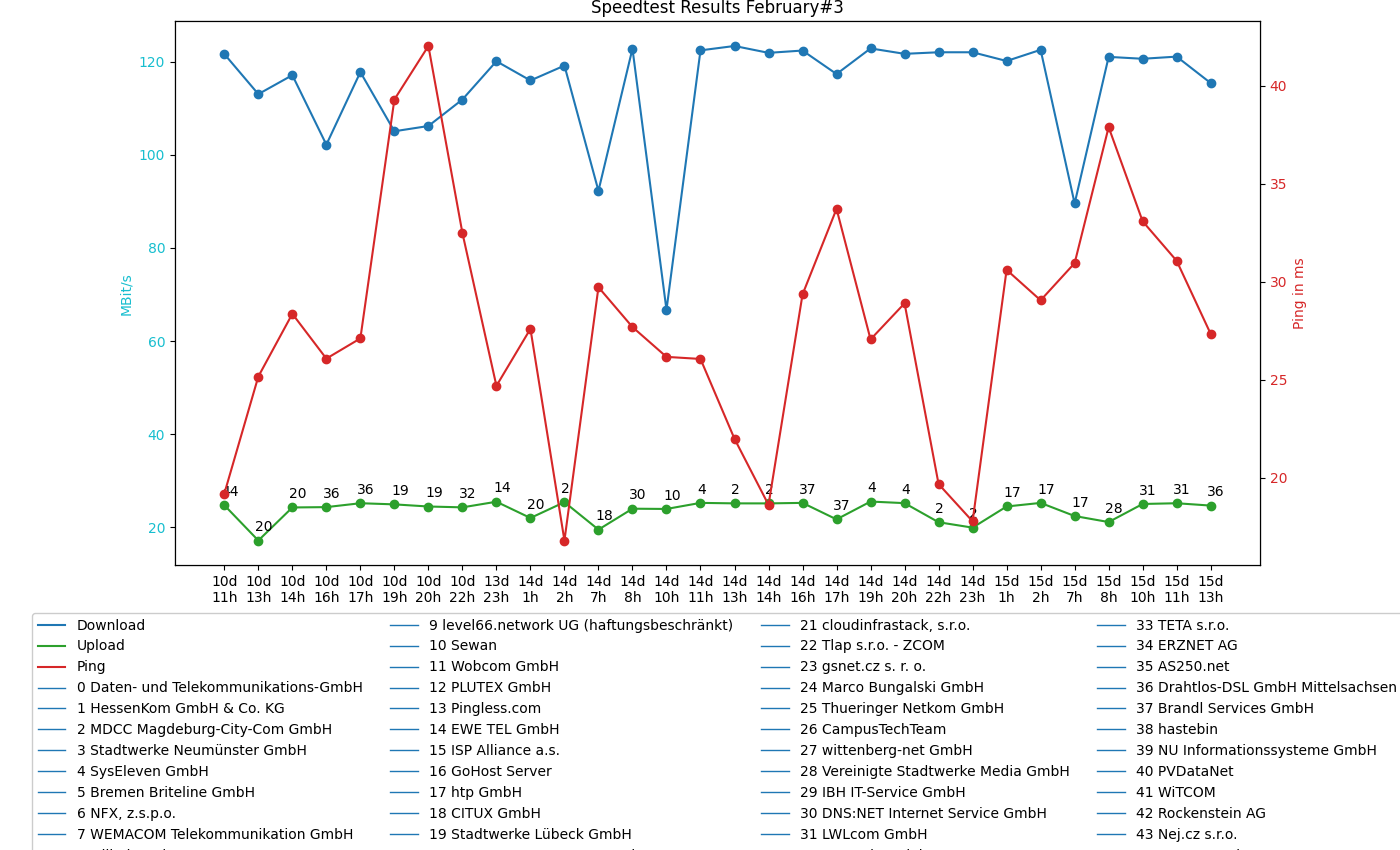 Speedtest Results February#3
120
100
80
60
40
20
MBit/s
40
35
30
25
20
Ping in ms
20 20 36 36 19 19 32 14 20 2 18 30 10 4 2 2 37 37 4 4 2 2 17 17 17 28 31 31 36
10d 10d 10d 10d 10d 10d 10d 10d 13d 14d 14d 14d 14d 14d 14d 14d 14d 14d 14d 14d 14d 14d 14d 15d 15d 15d 15d 15d 15d 15d
11h 13h 14h 16h 17h 19h 20h 22h 23h 1h 2h 7h 8h 10h 11h 13h 14h 16h 17h 19h 20h 22h 23h 1h 2h 7h 8h 10h 11h 13h
Download
Upload
Ping
0 Daten- und Telekommunikations-GmbH
1 HessenKom GmbH & Co. KG
2 MDCC Magdeburg-City-Com GmbH
3 Stadtwerke Neumünster GmbH
4 SysEleven GmbH
5 Bremen Briteline GmbH
6 NFX, z.s.p.o.
7 WEMACOM Telekommunikation GmbH
9 level66.network UG (haftungsbeschränkt)
10 Sewan
11 Wobcom GmbH
12 PLUTEX GmbH
13 Pingless.com
14 EWE TEL GmbH
15 ISP Alliance a.s.
16 GoHost Server
17 htp GmbH
18 CITUX GmbH
19 Stadtwerke Lübeck GmbH
21 cloudinfrastack, s.r.o.
22 Tlap s.r.o. - ZCOM
23 gsnet.cz s. r. o.
24 Marco Bungalski GmbH
25 Thueringer Netkom GmbH
26 CampusTechTeam
27 wittenberg-net GmbH
28 Vereinigte Stadtwerke Media GmbH
29 IBH IT-Service GmbH
30 DNS:NET Internet Service GmbH
31 LWLcom GmbH
33 TETA s.r.o.
34 ERZNET AG
35 AS250.net
36 Drahtlos-DSL GmbH Mittelsachsen
37 Brandl Services GmbH
38 hastebin
39 NU Informationssysteme GmbH
40 PVDataNet
41 WiTCOM
42 Rockenstein AG
43 Nej.cz s.r.o.